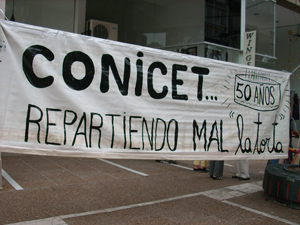 CONiCET...
50 AÑOS
REPARTiENDO MAL "la torta"